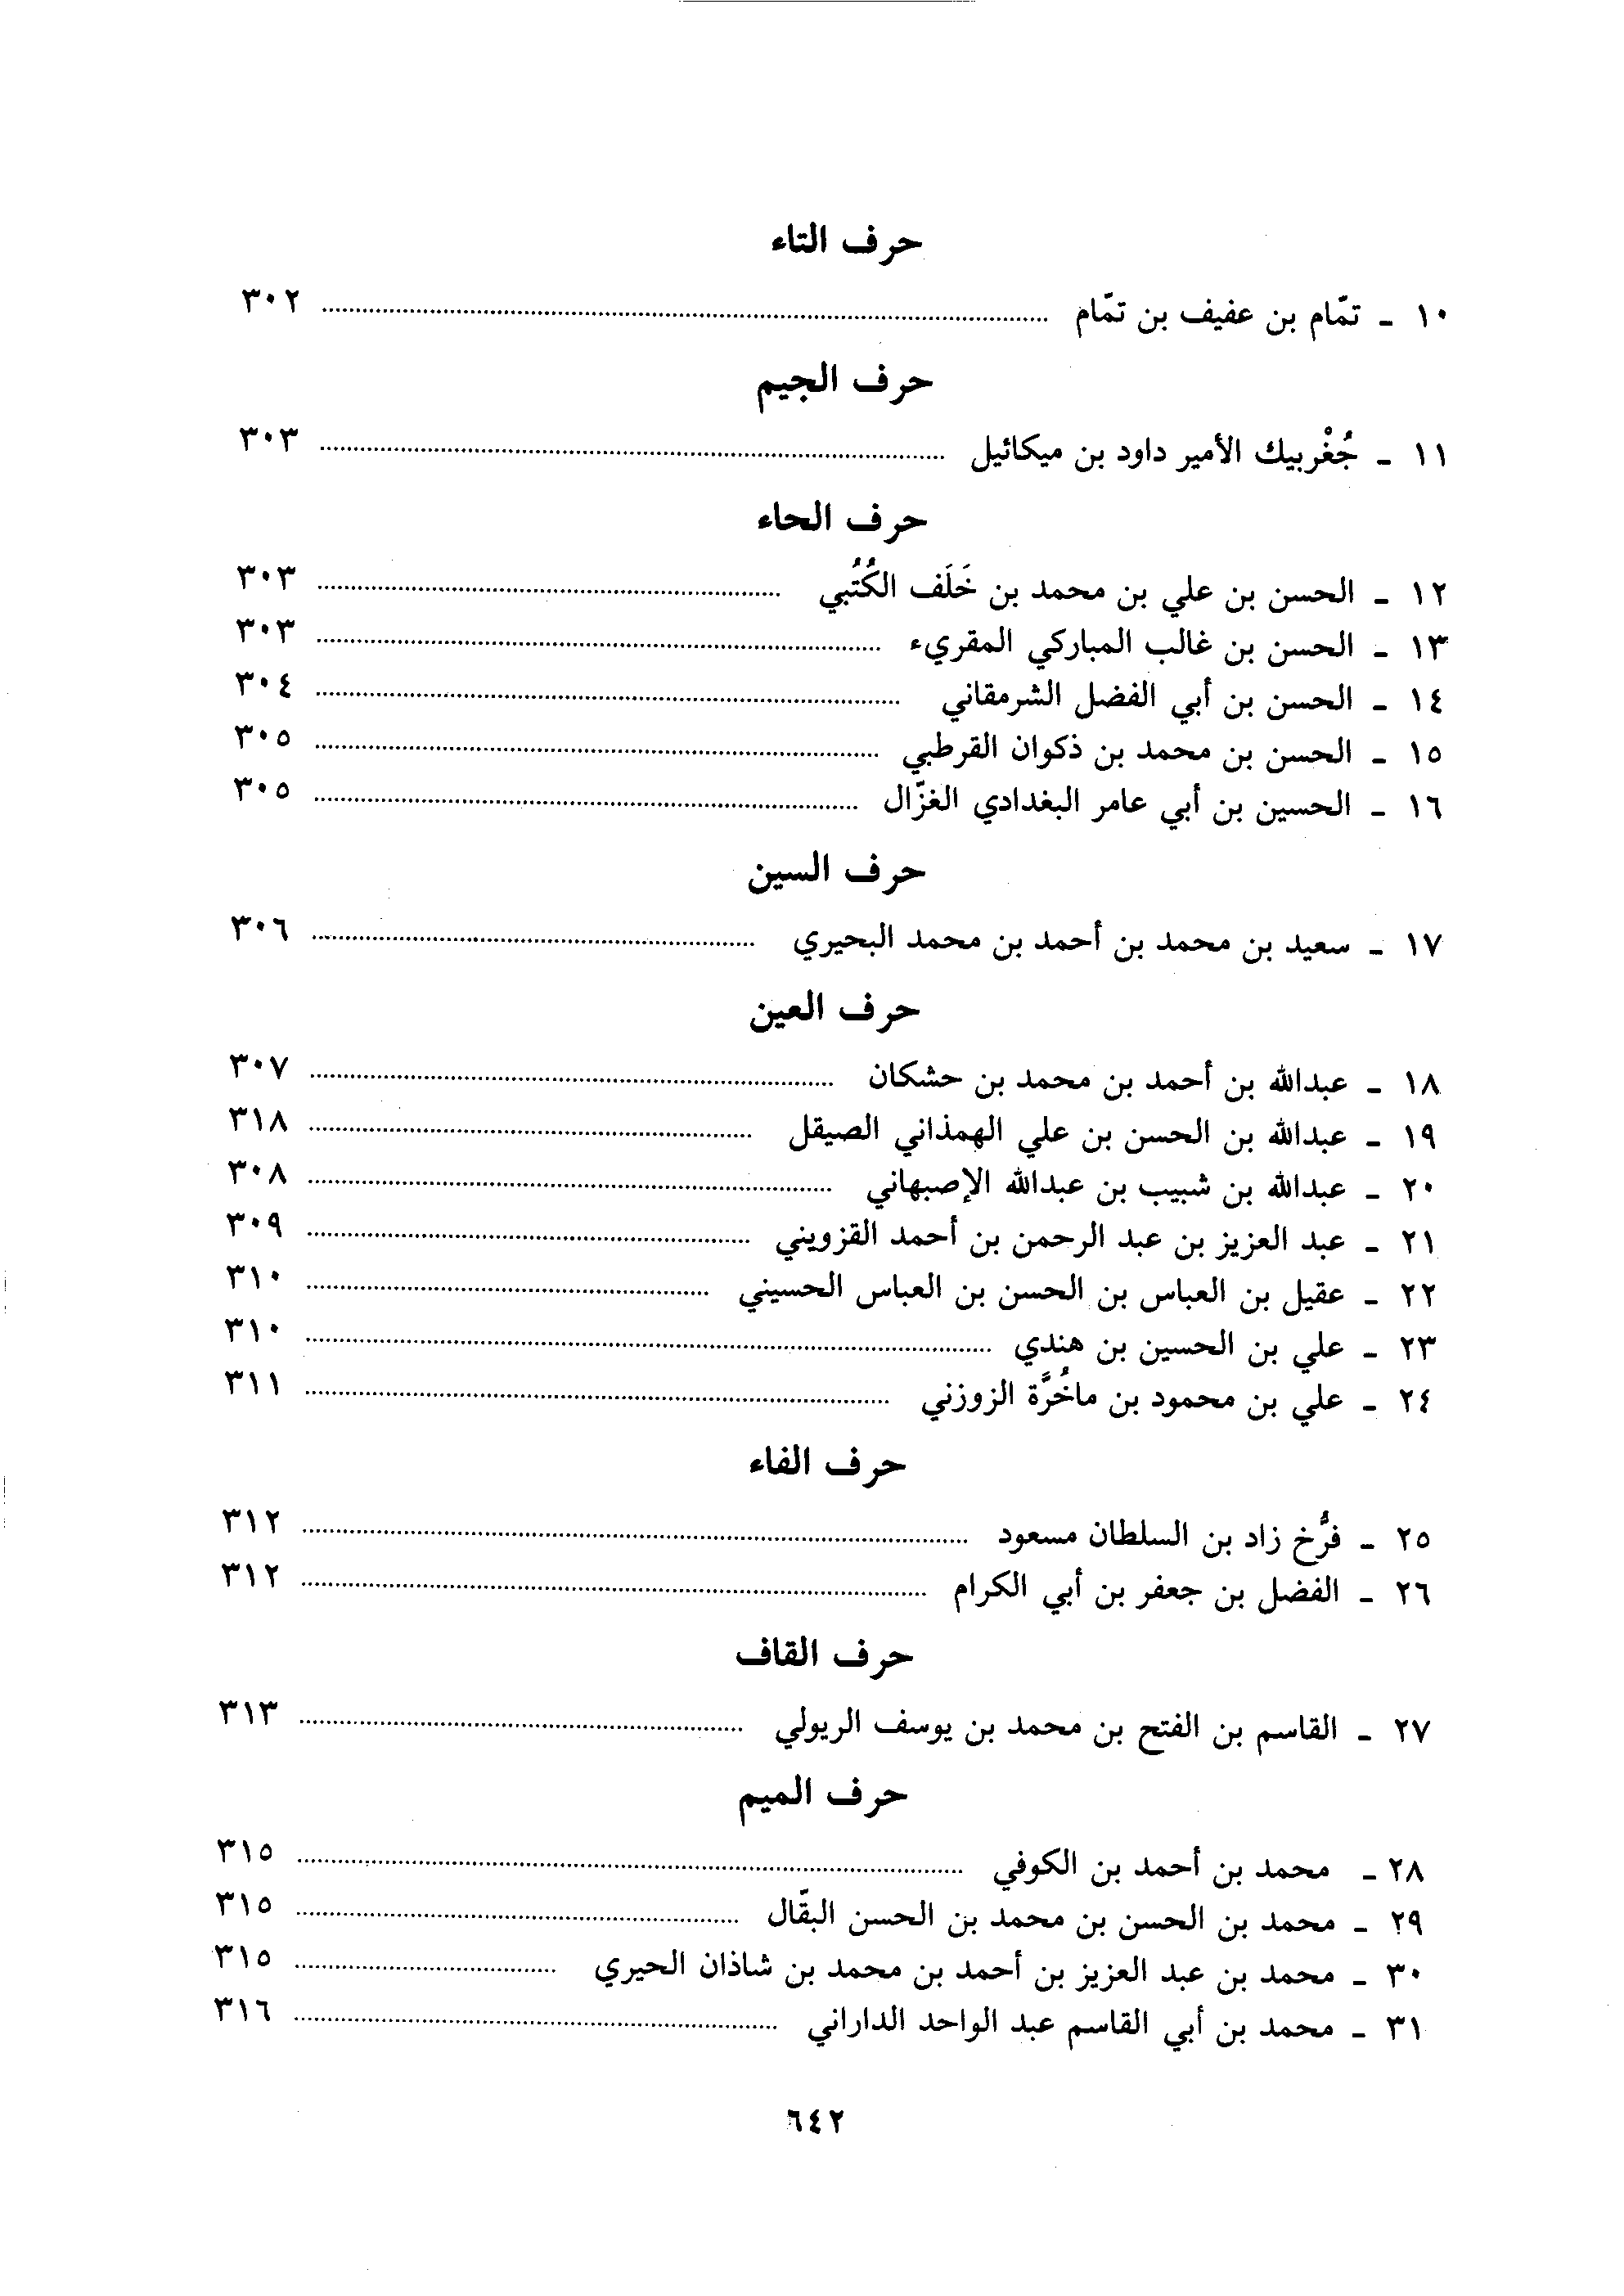 حرف التاء
١٠ ـ تمّام بن عفيف بن تمّام ........ ٣٠٢
حرف الجيم
١١ ـ جُغْربيك الأمير داود بن ميكائيل ........ ٣٠٣
حرف الحاء
١٢ ـ الحسن بن علي بن محمد بن خَلَف الكُتُبي ........ ٣٠٣
١٣ ـ الحسن بن غالب المباركي المقريء ........ ٣٠٣
١٤ ـ الحسن بن أبي الفضل الشرمقاني ........ ٣٠٤
١٥ ـ الحسن بن محمد بن ذكوان القرطبي ........ ٣٠٥
١٦ ـ الحسين بن أبي عامر البغدادي الغزّال ........ ٣٠٥
حرف السين
١٧ ـ سعيد بن محمد بن أحمد بن محمد البحيري ........ ٣٠٦
حرف العين
١٨ ـ عبدالله بن أحمد بن محمد بن حشكان ........ ٣٠٧
١٩ ـ عبدالله بن الحسن بن علي الهمذاني الصيقل ........ ٣١٨
٢٠ ـ عبدالله بن شبيب بن عبدالله الإصبهاني ........ ٣٠٨
٢١ ـ عبد العزيز بن عبد الرحمن بن أحمد القزويني ........ ٣٠٩
٢٢ ـ عقيل بن العباس بن الحسن بن العباس الحسيني ........ ٣١٠
٢٣ ـ علي بن الحسين بن هندي ........ ٣١٠
٢٤ ـ علي بن محمود بن ماخُرَّة الزوزني ........ ٣١١
حرف الفاء
٢٥ ـ فرُّخ زاد بن السلطان مسعود ........ ٣١٢
٢٦ ـ الفضل بن جعفر بن أبي الكرام ........ ٣١٢
حرف القاف
٢٧ ـ القاسم بن الفتح بن محمد بن يوسف الريولي ........ ٣١٣
حرف الميم
٢٨ ـ محمد بن أحمد بن الكوفي ........ ٣١٥
٢٩ ـ محمد بن الحسن بن محمد بن الحسن البقّال ........ ٣١٥
٣٠ ـ محمد بن عبد العزيز بن أحمد بن محمد بن شاذان الحيري ........ ٣١٥
٣١ ـ محمد بن أبي القاسم عبد الواحد الداراني ........ ٣١٦
٦٤٢